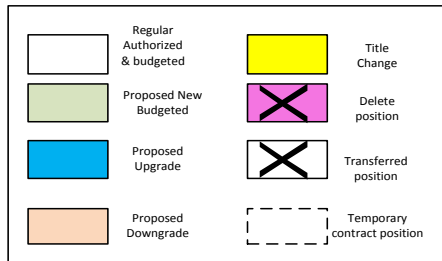 Regular
Authorized
& budgeted
Title
Change
Proposed New
Budgeted
Delete
position
Proposed
Upgrade
Transferred
position
Proposed
Downgrade
Temporary
contract position